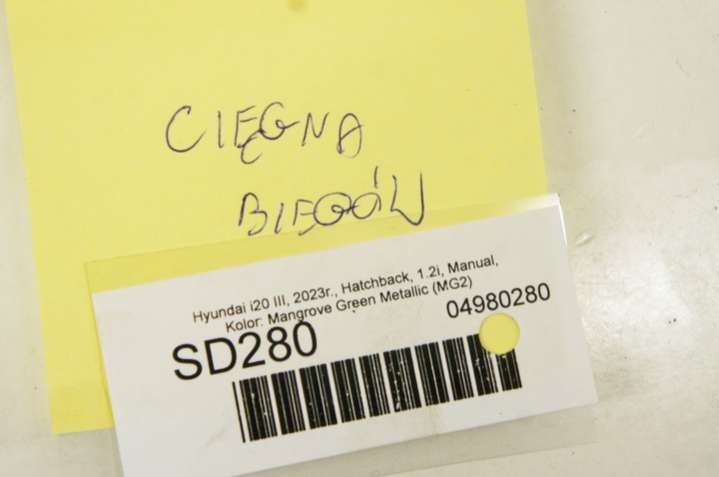 CIĘGNA
BIEGÓW
Hyundai i20 III, 2023r., Hatchback, 1.2i, Manual,
Kolor: Mangrove Green Metallic (MG2)
04980280
SD280